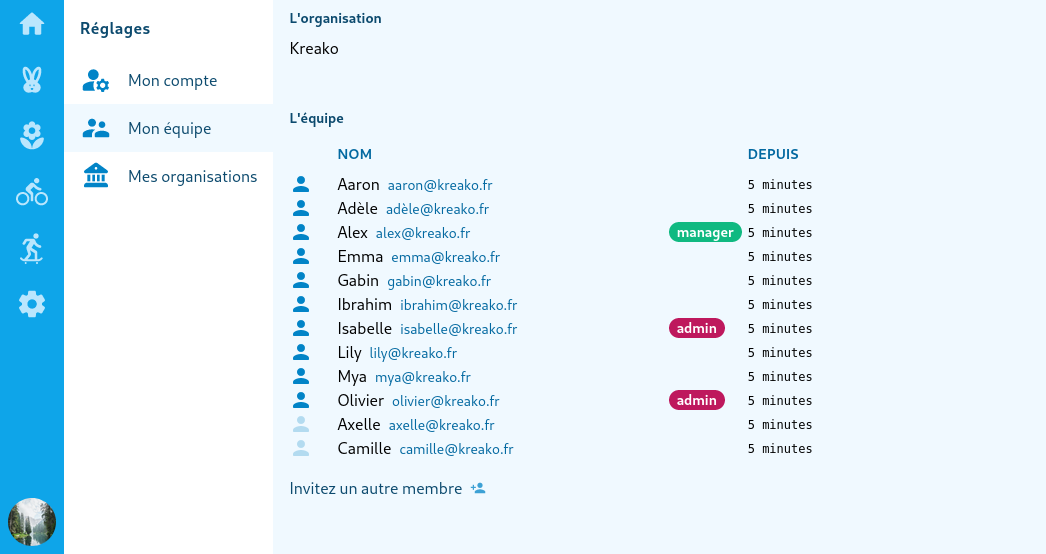 Réglages
Mon compte
Mon équipe
Mes organisations
L'organisation
Kreako
L'équipe
NOM DEPUIS
Aaron aaron@kreako.fr 5 minutes
Adèle adèle@kreako.fr 5 minutes
Alex alex@kreako.fr manager 5 minutes
Emma emma@kreako.fr 5 minutes
Gabin gabin@kreako.fr 5 minutes
Ibrahim ibrahim@kreako.fr 5 minutes
Isabelle isabelle@kreako.fr admin 5 minutes
Lily lily@kreako.fr 5 minutes
Mya mya@kreako.fr 5 minutes
Olivier olivier@kreako.fr admin 5 minutes
Axelle axelle@kreako.fr 5 minutes
Camille camille@kreako.fr 5 minutes
Invitez un autre membre